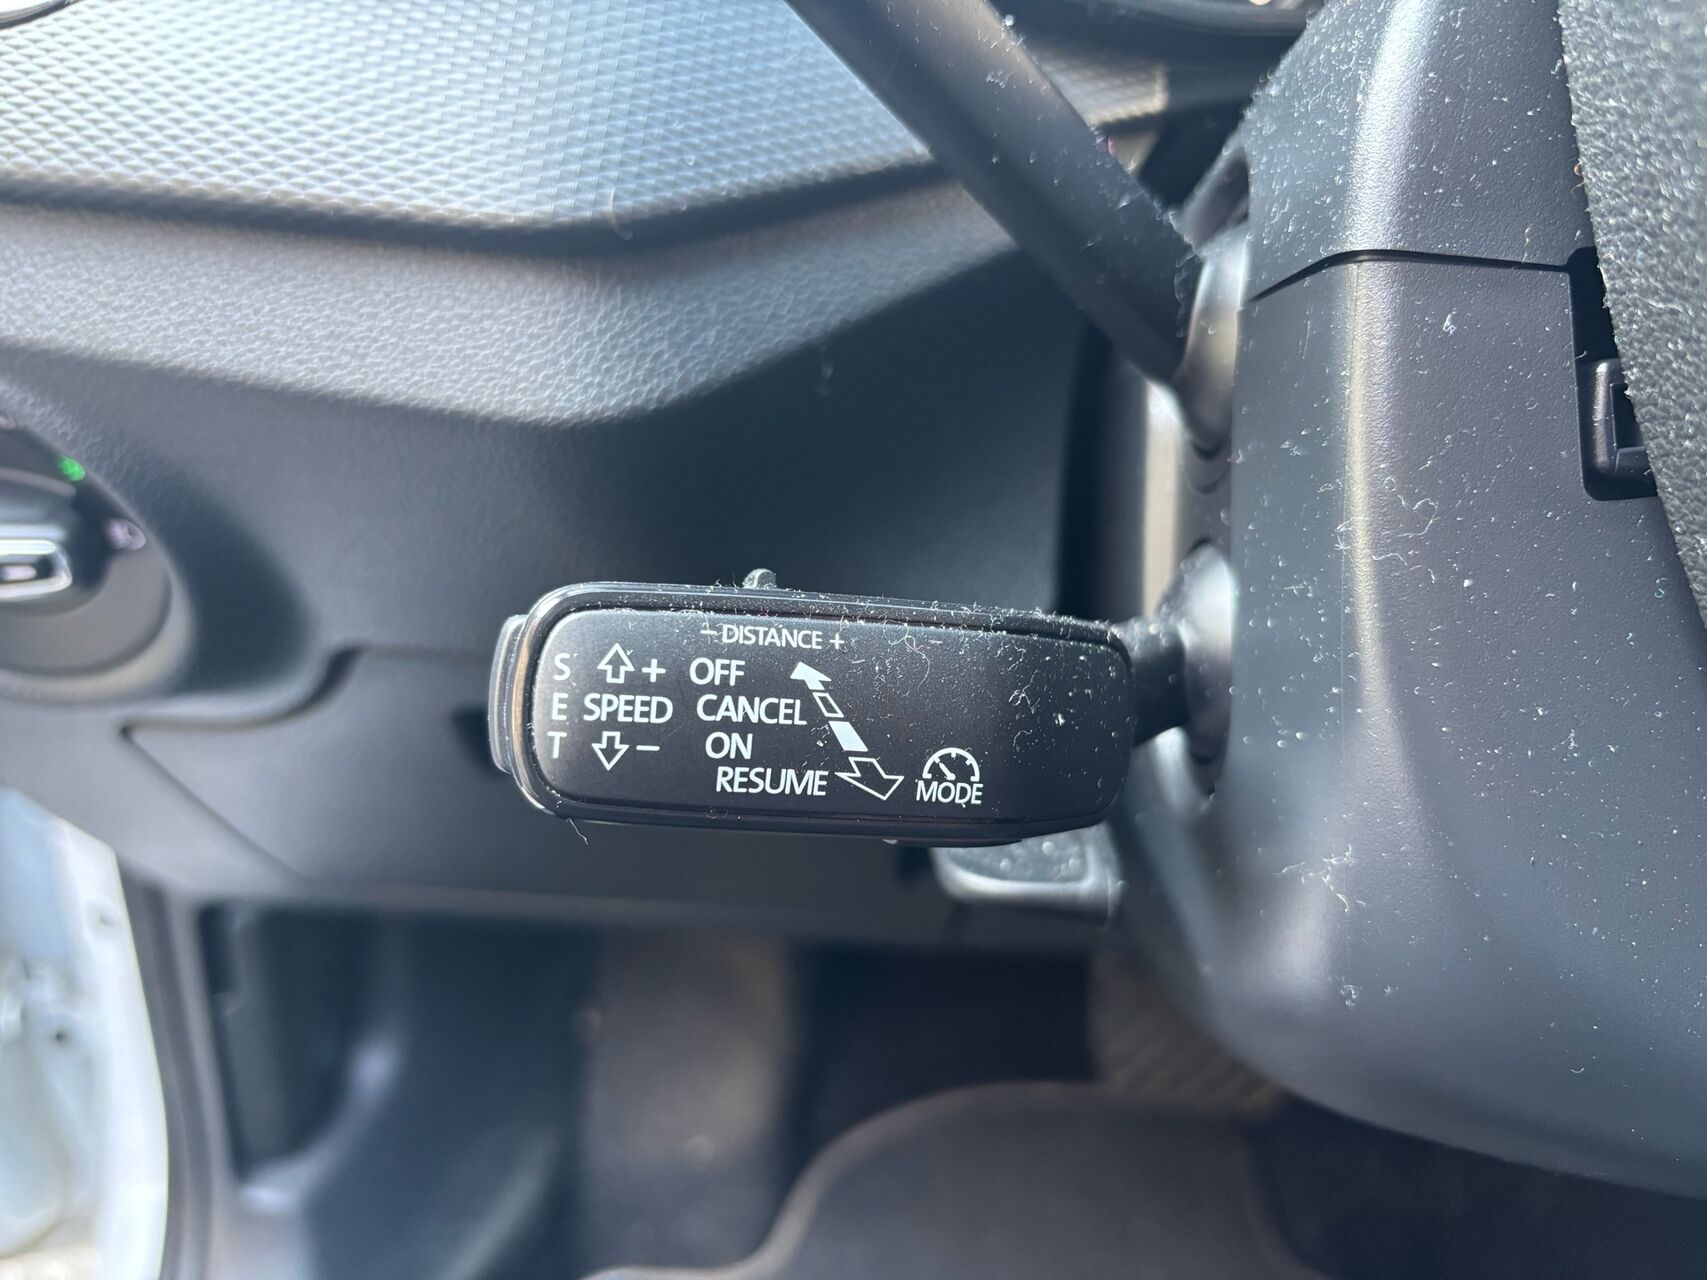 – DISTANCE +
S + OFF
E SPEED CANCEL
T – ON
RESUME
MODE